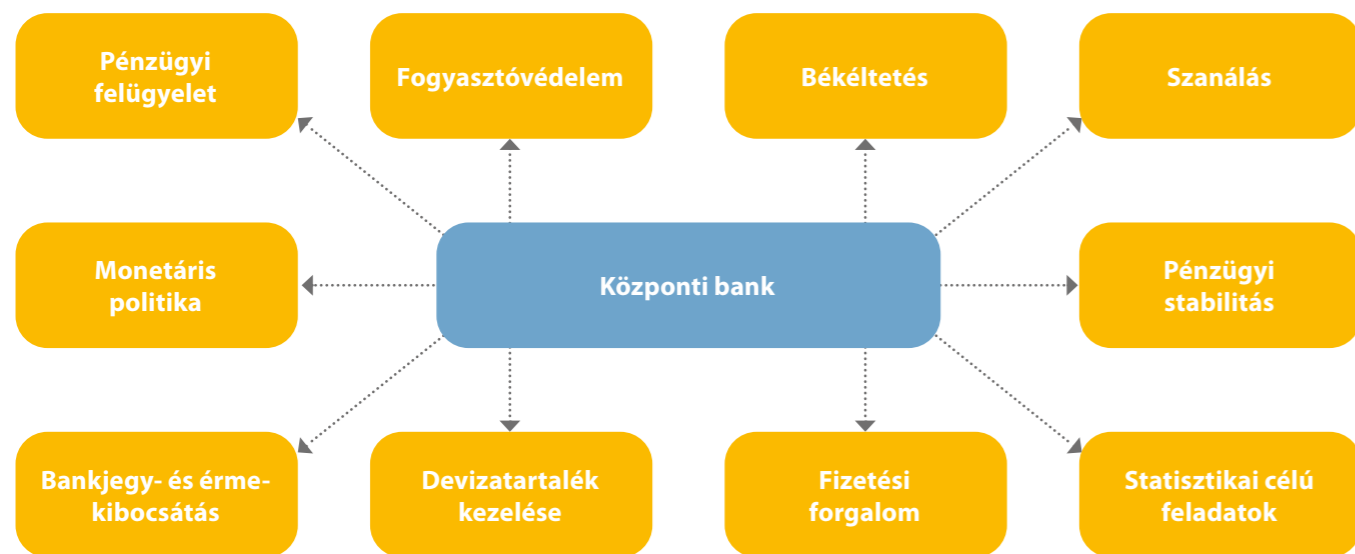 Pénzügyi
felügyelet
Fogyasztóvédelem
Békéltetés
Szanálás
Monetáris
politika
Központi bank
Pénzügyi
stabilitás
Bankjegy- és érme-
kibocsátás
Devizatartalék
kezelése
Fizetési
forgalom
Statisztikai célú
feladatok